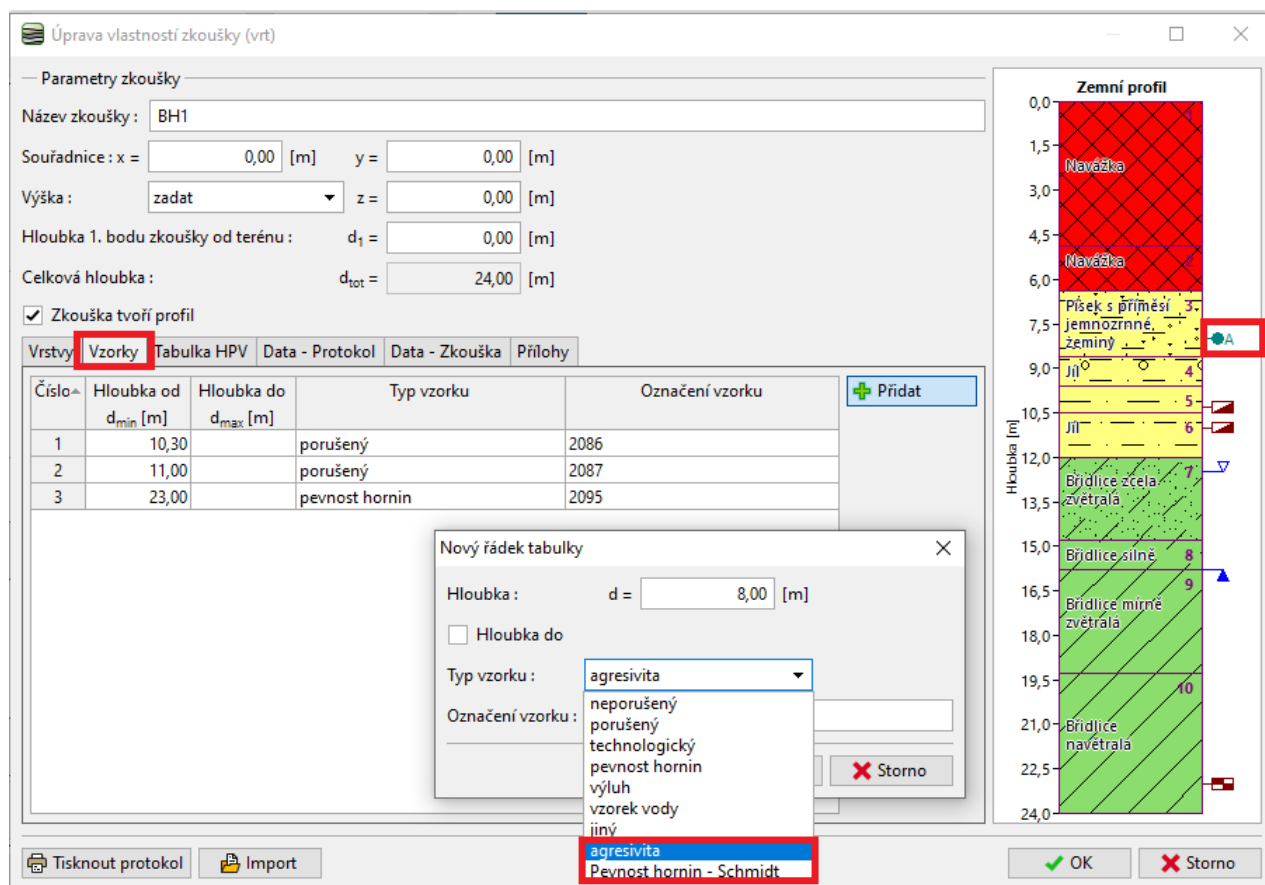 Úprava vlastností zkoušky (vrt)
Parametry zkoušky
Název zkoušky : BH1
Souřadnice : x = 0,00 [m] y = 0,00 [m]
Výška : zadat z = 0,00 [m]
Hloubka 1. bodu zkoušky od terénu : d1 = 0,00 [m]
Celková hloubka : dtot = 24,00 [m]
Zkouška tvoří profil
Vrstvy Vzorky Tabulka HPV Data - Protokol Data - Zkouška Přílohy
Číslo Hloubka od Hloubka do Typ vzorku Označení vzorku
dmin [m] dmax [m]
1 10,30 porušený 2086
2 11,00 porušený 2087
3 23,00 pevnost hornin 2095
Přidat
Nový řádek tabulky
Hloubka : d = 8,00 [m]
Hloubka do
Typ vzorku : agresivita
Označení vzorku :
neporušený
porušený
technologický
pevnost hornin
výluh
vzorek vody
jiný
agresivita
Pevnost hornin - Schmidt
Storno
Tisknout protokol Import
OK Storno
Zemní profil
Hloubka [m]
0,0
1,5
3,0
4,5
6,0
7,5
9,0
10,5
12,0
13,5
15,0
16,5
18,0
19,5
21,0
22,5
24,0
1
Navážka
2
Navážka
3
Písek s příměsí
jemnozrnné
zeminy
A
4
Jíl
5
6
Jíl
7
Břidlice zcela
zvětralá
8
Břidlice silně
9
Břidlice mírně
zvětralá
10
Břidlice
navětralá